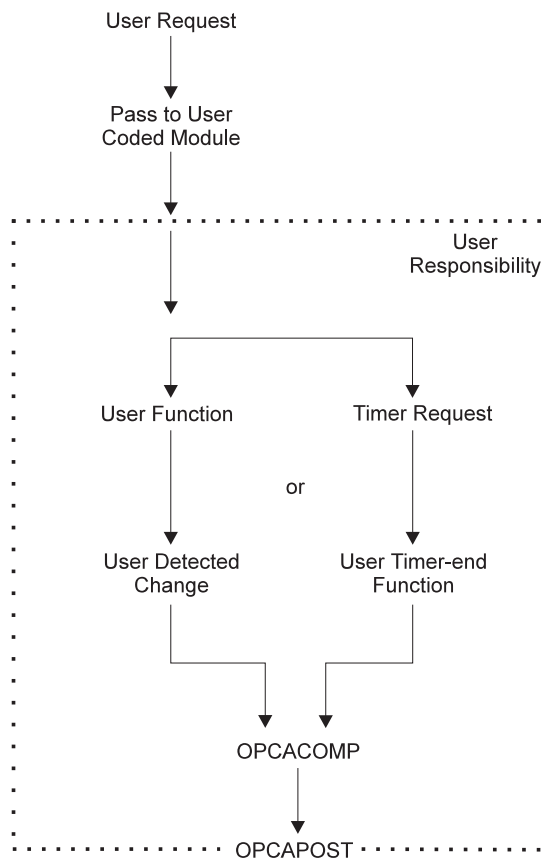 User Request
Pass to User
Coded Module
User
Responsibility
User Function
Timer Request
or
User Detected
Change
User Timer-end
Function
OPCACOMP
OPCAPOST